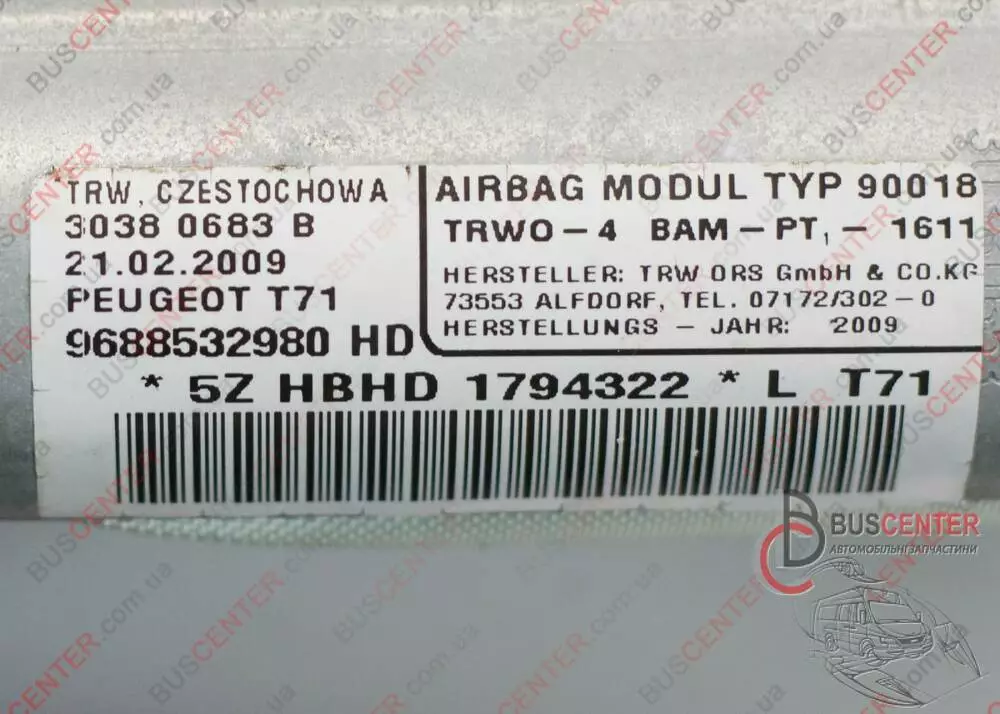 TRW, CZESTOCHOWA
3038 0683 B
21.02.2009
PEUGEOT T71
9688532980 HD
AIRBAG MODUL TYP 90018
TRWO-4 BAM-PT,-1611
HERSTELLER: TRW ORS GmbH & CO.KG
73553 ALFDORF, TEL. 07172/302-0
HERSTELLUNGS - JAHR: 2009
* 5Z HBHD 1794322 * L T71
BUSCENTER
АВТОМОБІЛЬНІ ЗАПЧАСТИНИ
BUSCENTER.com.ua